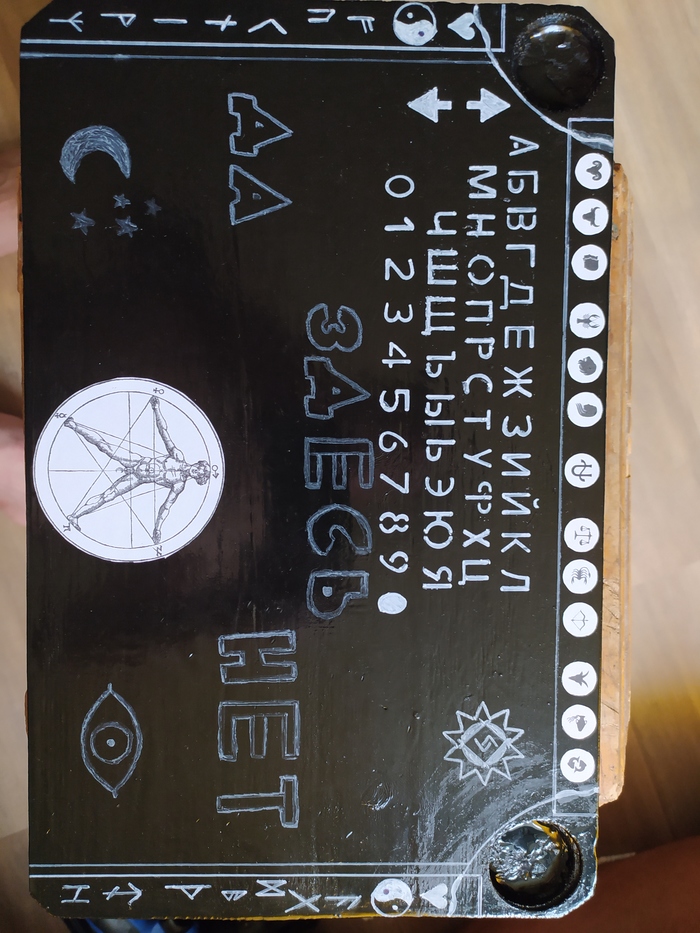 АБВГДЕЖЗИЙКЛ
МНОПРСТУФХЦ
ЧШЩЪЫЬЭЮЯ
0123456789
ЗДЕСЬ
ДА НЕТ